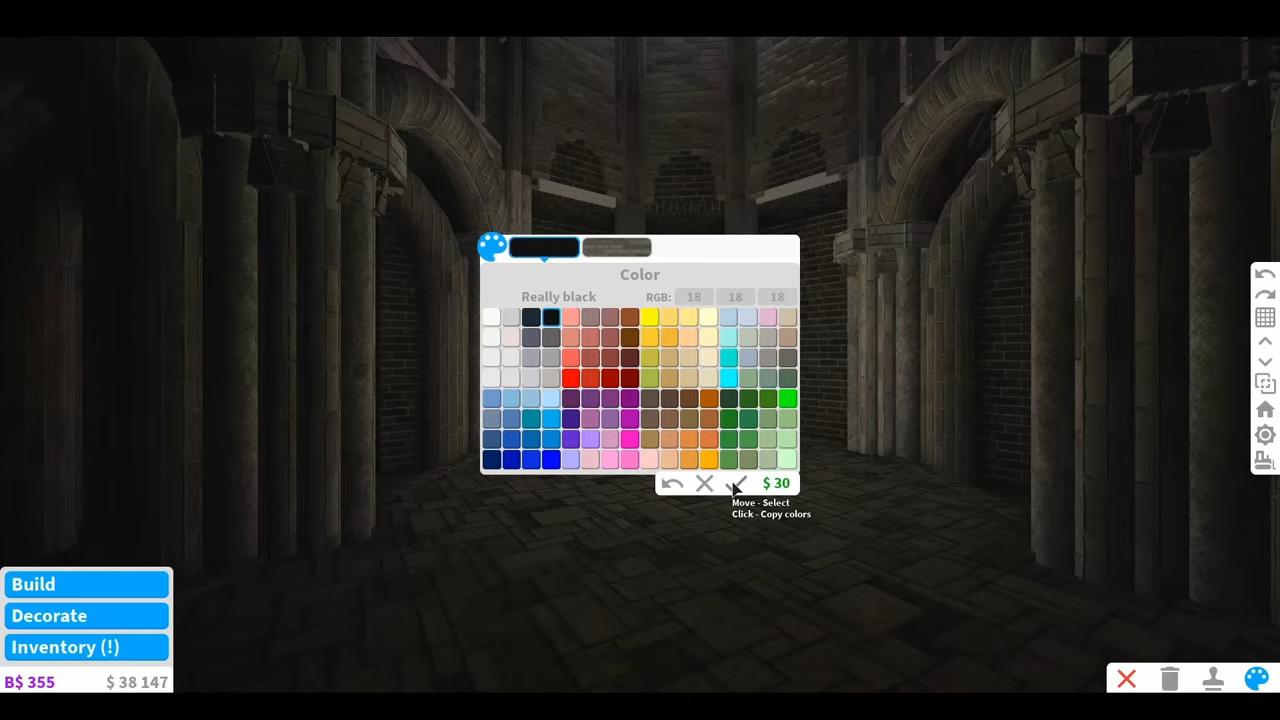 Color
Really black RGB: 18 18 18
$ 30
Move - Select
Click - Copy colors
Build
Decorate
Inventory (!)
B$ 355 $ 38 147